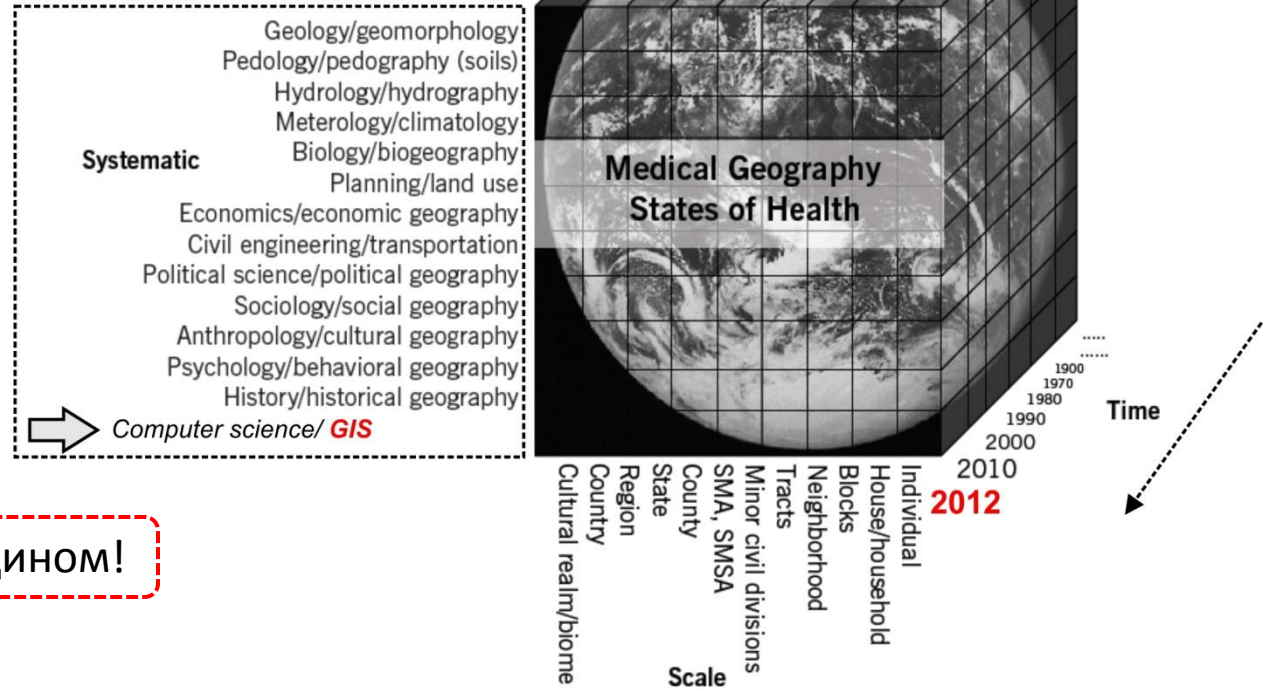 Geology/geomorphology
Pedology/pedography (soils)
Hydrology/hydrography
Meterology/climatology
Systematic
Biology/biogeography
Planning/land use
Economics/economic geography
Civil engineering/transportation
Political science/political geography
Sociology/social geography
Anthropology/cultural geography
Psychology/behavioral geography
History/historical geography
Computer science/ GIS
Medical Geography
States of Health
.....
......
1900
1970
1980
1990
2000
2010
2012
Time
Cultural realm/biome
Country
Region
State
County
SMA, SMSA
Minor civil divisions
Tracts
Neighborhood
Blocks
House/household
Individual
Scale